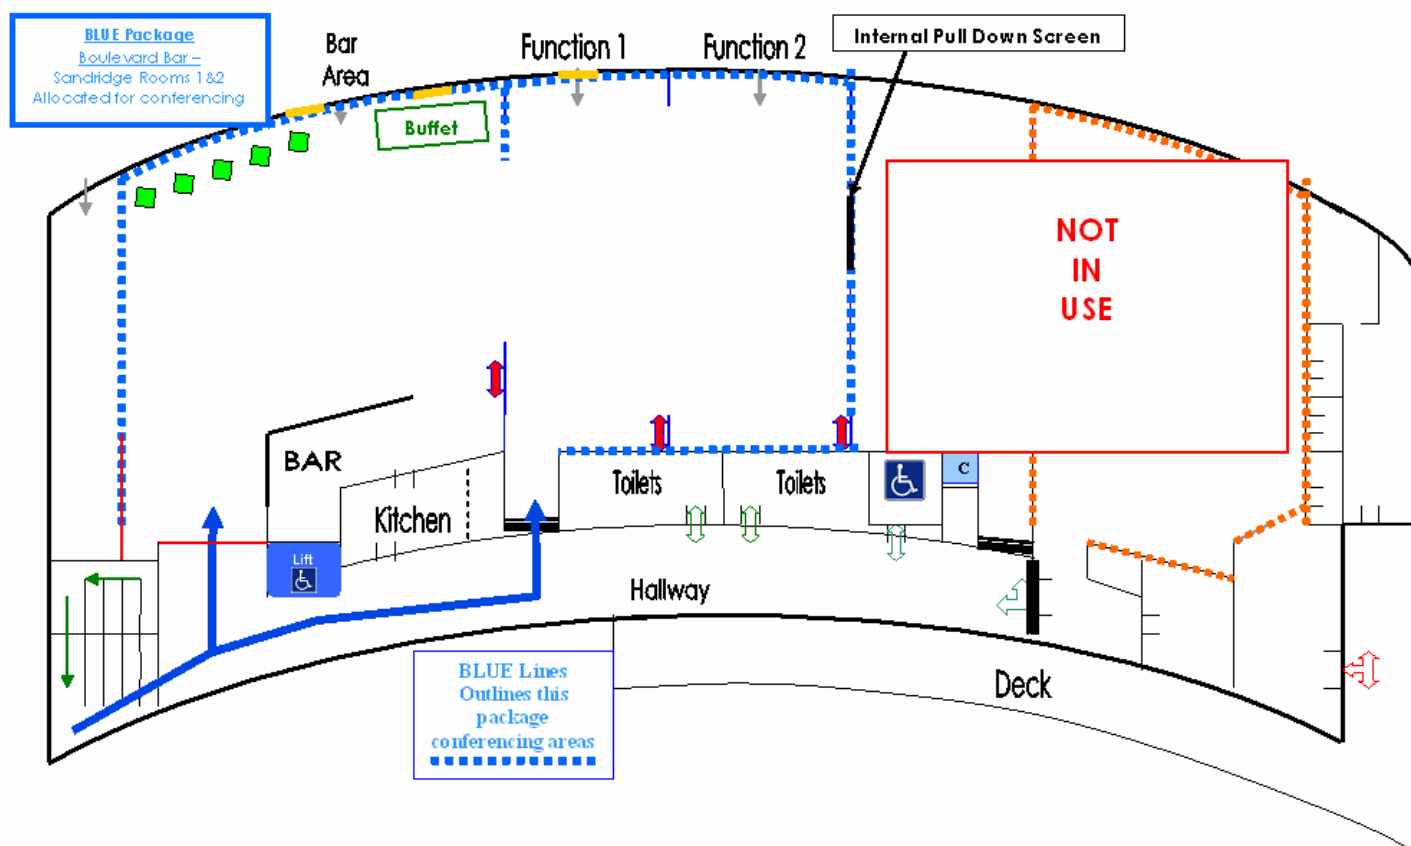 BLUE Package
Boulevard Bar –
Sandridge Rooms 1&2
Allocated for conferencing
Bar
Area
Function 1
Function 2
Internal Pull Down Screen
Buffet
NOT
IN
USE
BAR
Kitchen
Toilets
Toilets
C
Lift
Hallway
BLUE Lines
Outlines this
package
conferencing areas
Deck